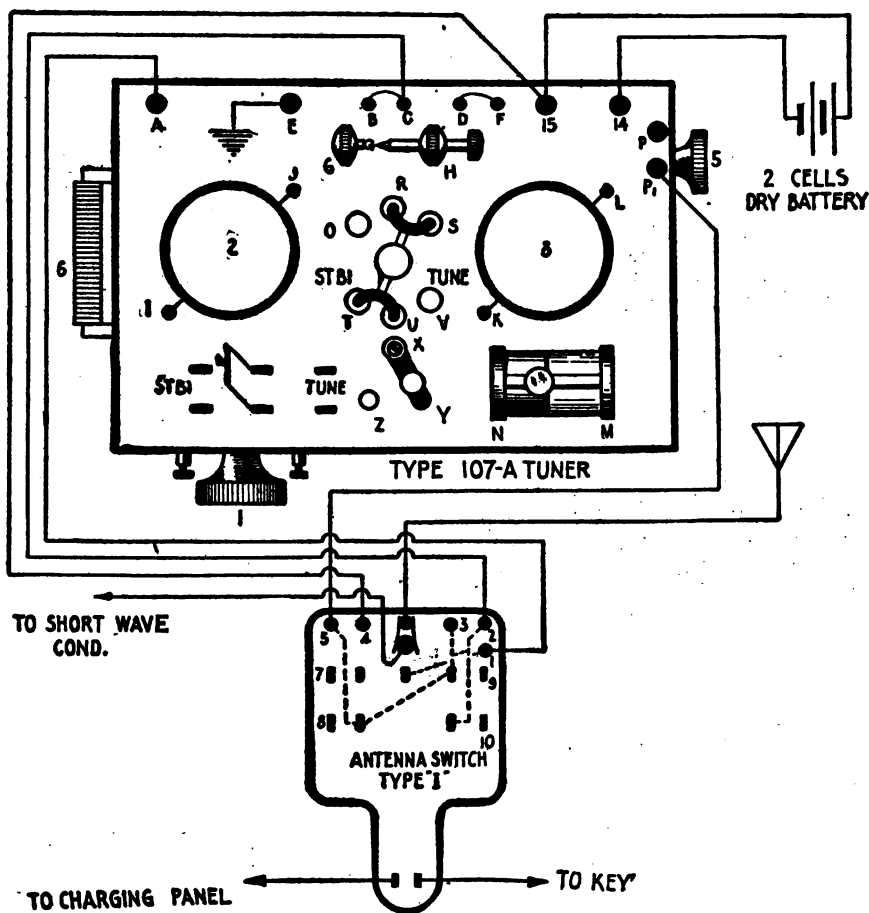 A. E B C D F 15 14
P
P1 5
G H
2 CELLS
DRY BATTERY
J R L
O S
2 8
6
STBI TUNE
I T U V K
X
STBI TUNE
Z Y N M
TYPE 107-A TUNER
1
TO SHORT WAVE
COND.
5 4 3 2
1
7 9
8
10
ANTENNA SWITCH
TYPE "I"
TO CHARGING PANEL
TO KEY